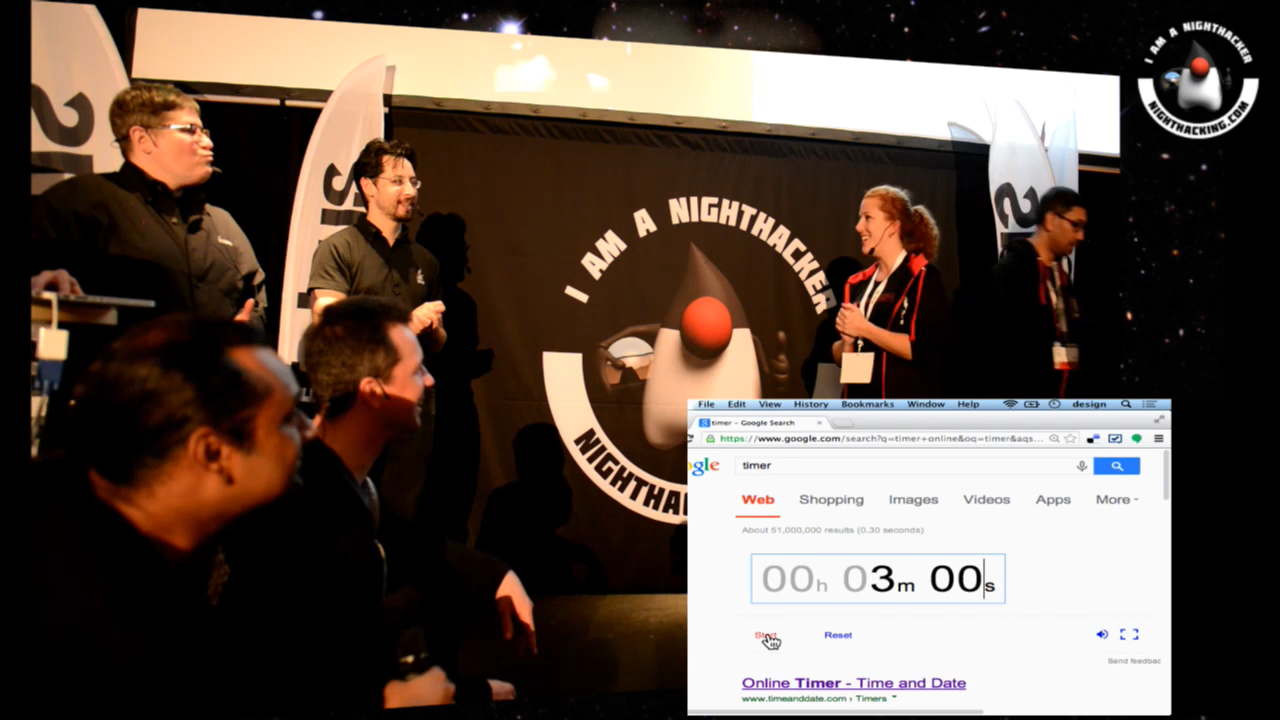 I AM A NIGHTHACKER
NIGHTHACKING.COM
I AM A NIGHTHACKER
NIGHTHA
File Edit View History Bookmarks Window Help design
timer - Google Search
https://www.google.com/search?q=timer+online&oq=timer&aqs...
gle timer
Web Shopping Images Videos Apps More
About 51,000,000 results (0.30 seconds)
00h 03m 00s
Start Reset
Send feedbac
Online Timer - Time and Date
www.timeanddate.com › Timers